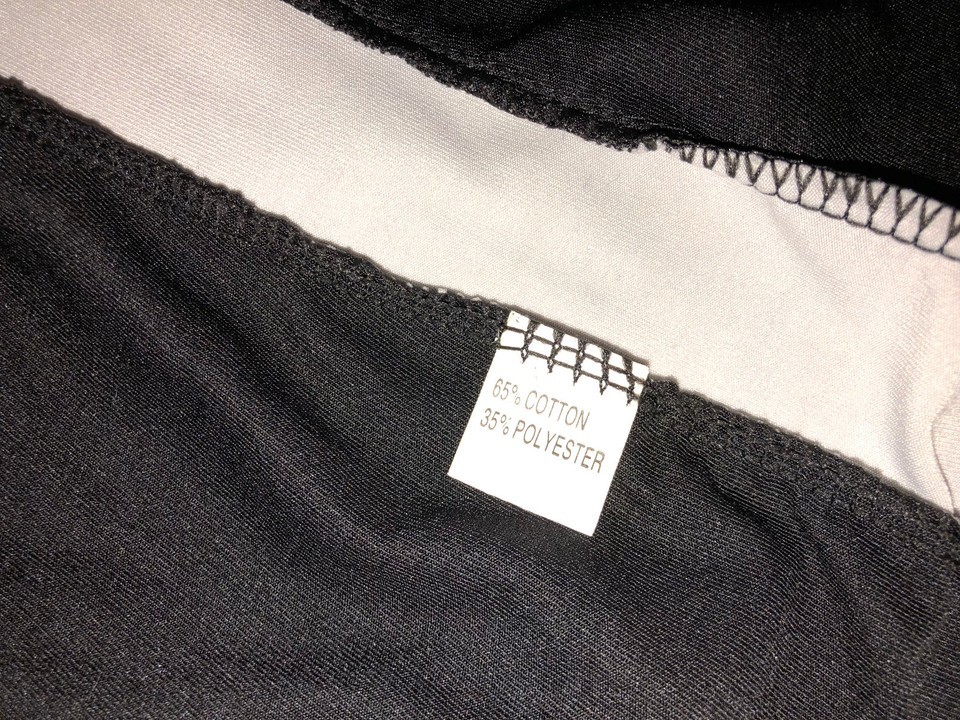 65% COTTON
35% POLYESTER